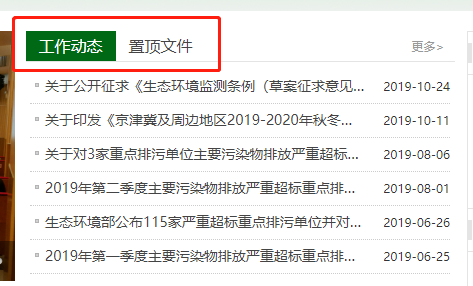 工作动态 置顶文件 更多>
关于公开征求《生态环境监测条例（草案征求意见... 2019-10-24
关于印发《京津冀及周边地区2019-2020年秋冬... 2019-10-11
关于对3家重点排污单位主要污染物排放严重超标... 2019-08-06
2019年第二季度主要污染物排放严重超标重点排... 2019-08-01
生态环境部公布115家严重超标重点排污单位并对... 2019-06-26
2019年第一季度主要污染物排放严重超标重点排... 2019-06-25